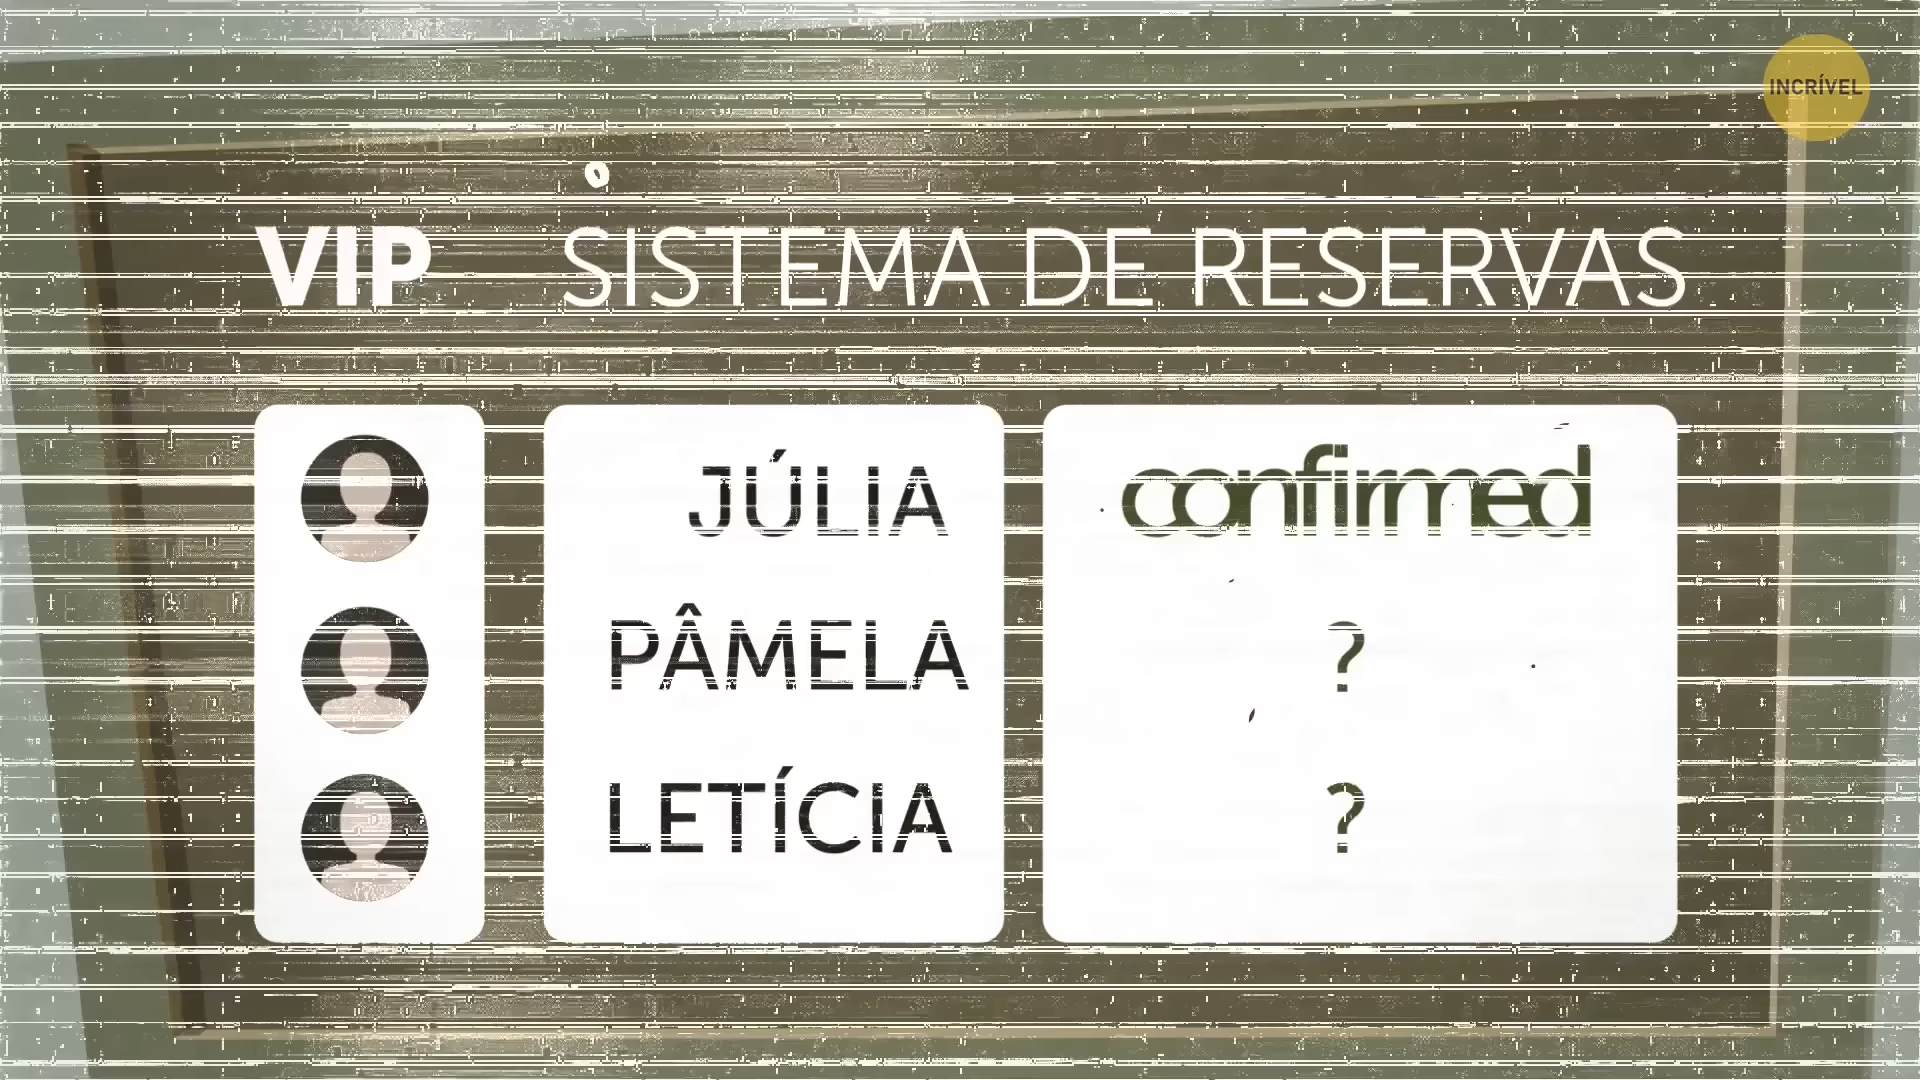 INCRÍVEL
VIP SISTEMA DE RESERVAS
JÚLIA confirmed
PÂMELA ?
LETÍCIA ?